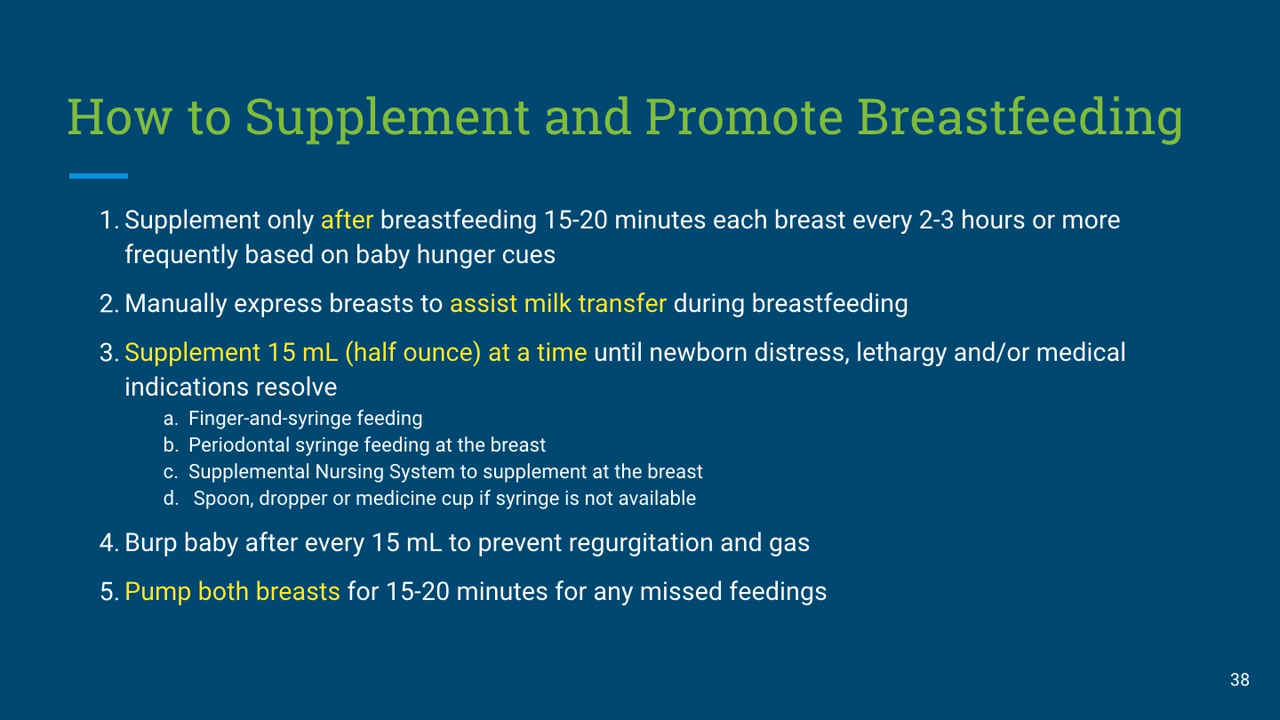 How to Supplement and Promote Breastfeeding
1. Supplement only after breastfeeding 15-20 minutes each breast every 2-3 hours or more
frequently based on baby hunger cues
2. Manually express breasts to assist milk transfer during breastfeeding
3. Supplement 15 mL (half ounce) at a time until newborn distress, lethargy and/or medical
indications resolve
a. Finger-and-syringe feeding
b. Periodontal syringe feeding at the breast
c. Supplemental Nursing System to supplement at the breast
d. Spoon, dropper or medicine cup if syringe is not available
4. Burp baby after every 15 mL to prevent regurgitation and gas
5. Pump both breasts for 15-20 minutes for any missed feedings
38